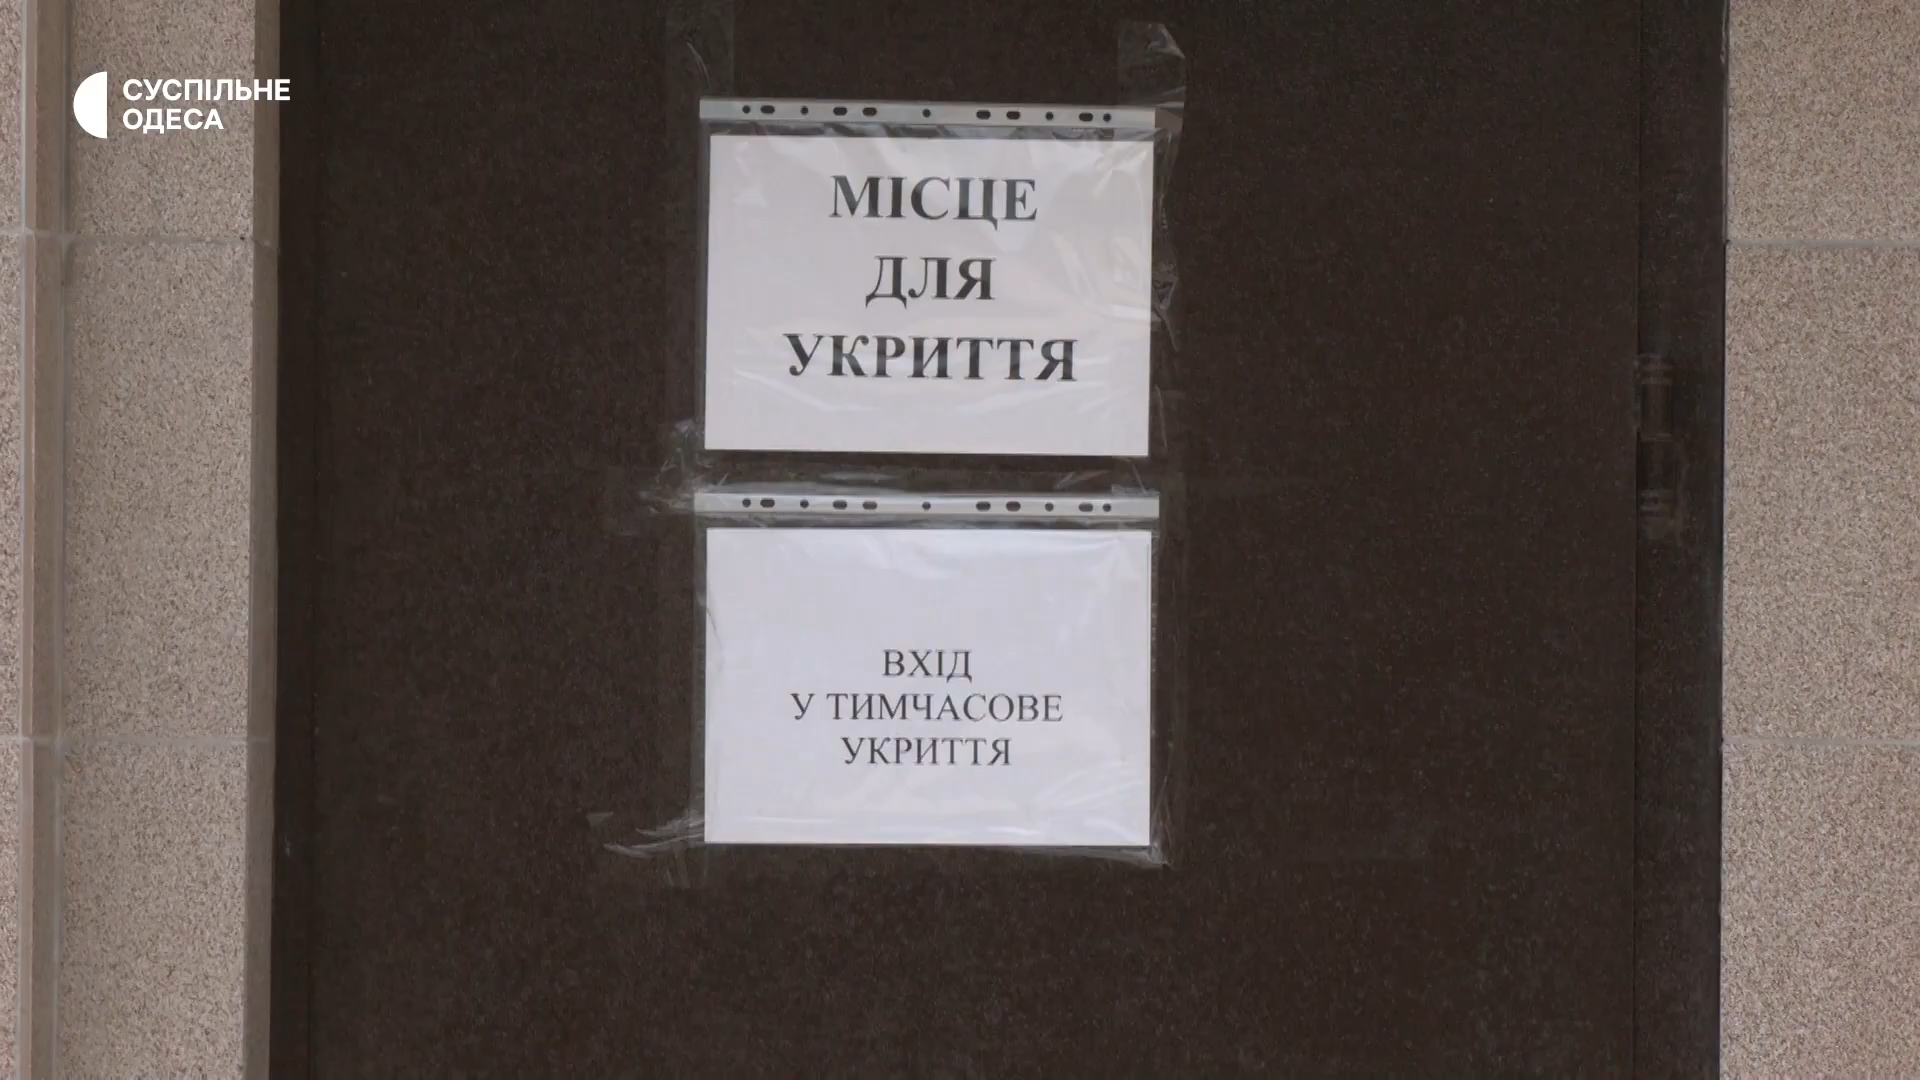 СУСПІЛЬНЕ
ОДЕСА
МІСЦЕ
ДЛЯ
УКРИТТЯ
ВХІД
У ТИМЧАСОВЕ
УКРИТТЯ